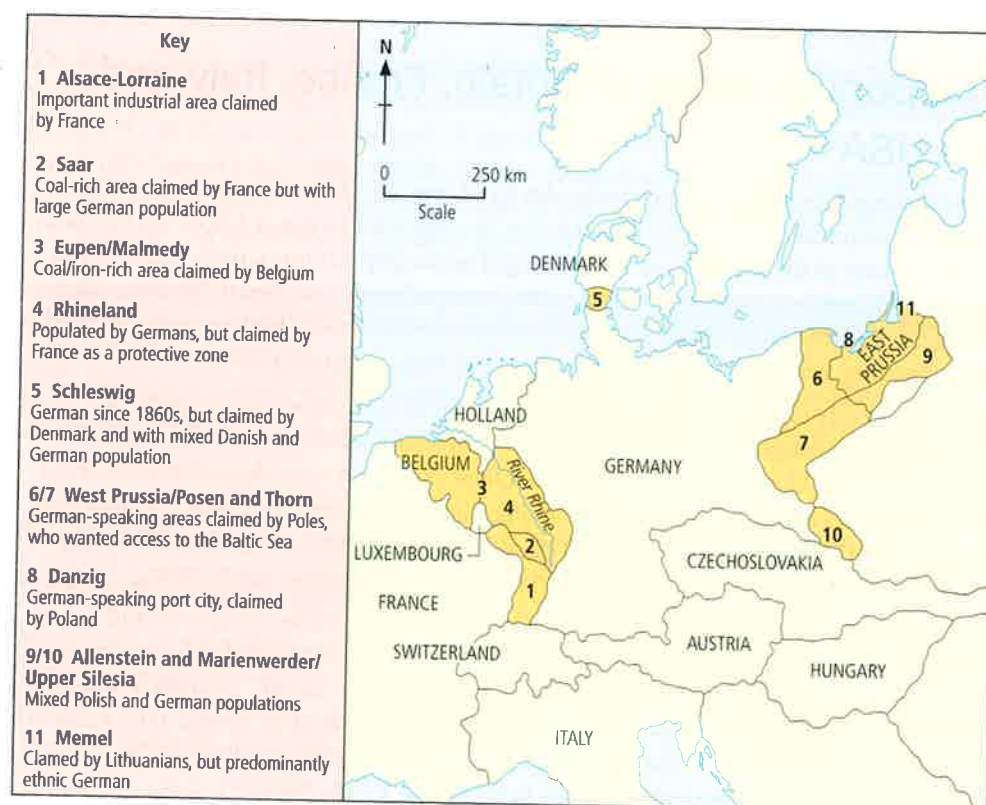 Key
1 Alsace-Lorraine
Important industrial area claimed
by France
2 Saar
Coal-rich area claimed by France but with
large German population
3 Eupen/Malmedy
Coal/iron-rich area claimed by Belgium
4 Rhineland
Populated by Germans, but claimed by
France as a protective zone
5 Schleswig
German since 1860s, but claimed by
Denmark and with mixed Danish and
German population
6/7 West Prussia/Posen and Thorn
German-speaking areas claimed by Poles,
who wanted access to the Baltic Sea
8 Danzig
German-speaking port city, claimed
by Poland
9/10 Allenstein and Marienwerder/
Upper Silesia
Mixed Polish and German populations
11 Memel
Clamed by Lithuanians, but predominantly
ethnic German
N
0 250 km
Scale
DENMARK
5
11
8
EAST
PRUSSIA
9
6
HOLLAND
7
BELGIUM
River Rhine
GERMANY
3
4
10
LUXEMBOURG
2
CZECHOSLOVAKIA
1
FRANCE
SWITZERLAND
AUSTRIA
HUNGARY
ITALY